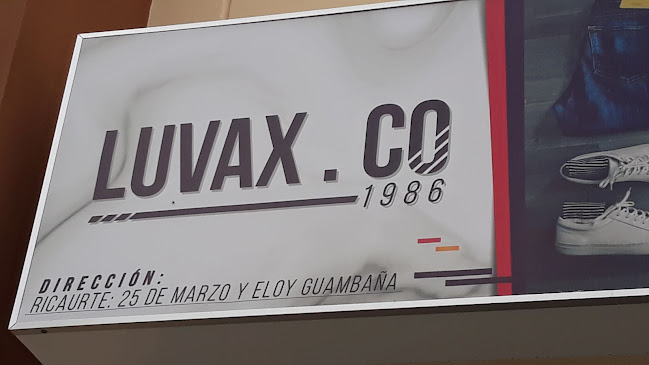 LUVAX . CO
1986
DIRECCIÓN:
RICAURTE: 25 DE MARZO Y ELOY GUAMBAÑA